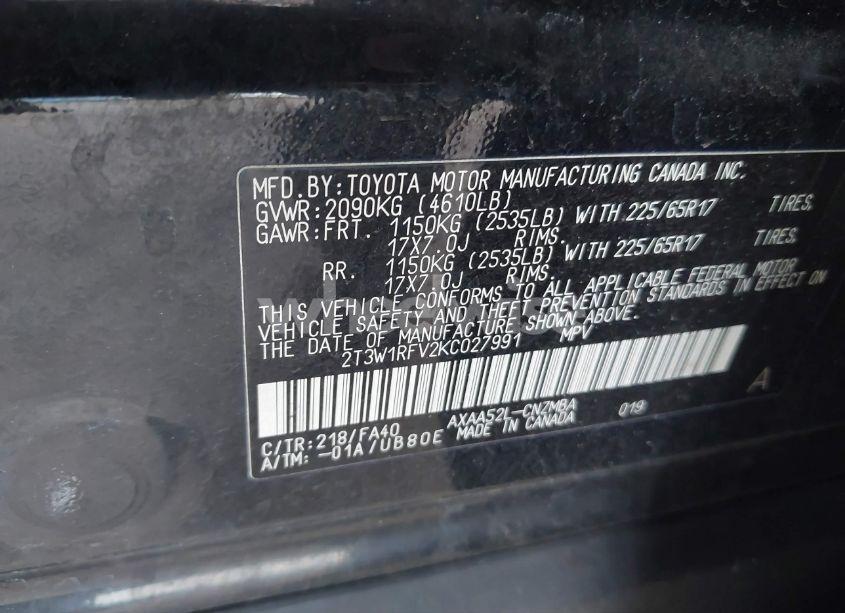 MFD.BY:TOYOTA MOTOR MANUFACTURING CANADA INC.
GVWR:2090KG (4610LB)
GAWR:FRT. 1150KG (2535LB) WITH 225/65R17 TIRES,
17X7.0J RIMS.
RR. 1150KG (2535LB) WITH 225/65R17 TIRES,
17X7.0J RIMS.
THIS VEHICLE CONFORMS TO ALL APPLICABLE FEDERAL MOTOR
VEHICLE SAFETY AND THEFT PREVENTION STANDARDS IN EFFECT ON
THE DATE OF MANUFACTURE SHOWN ABOVE.
2T3W1RFV2KC027991 MPV
C/TR:218/FA40 AXAA52L-CNZMBA 019 A
A/TM: -01A/UB80E MADE IN CANADA